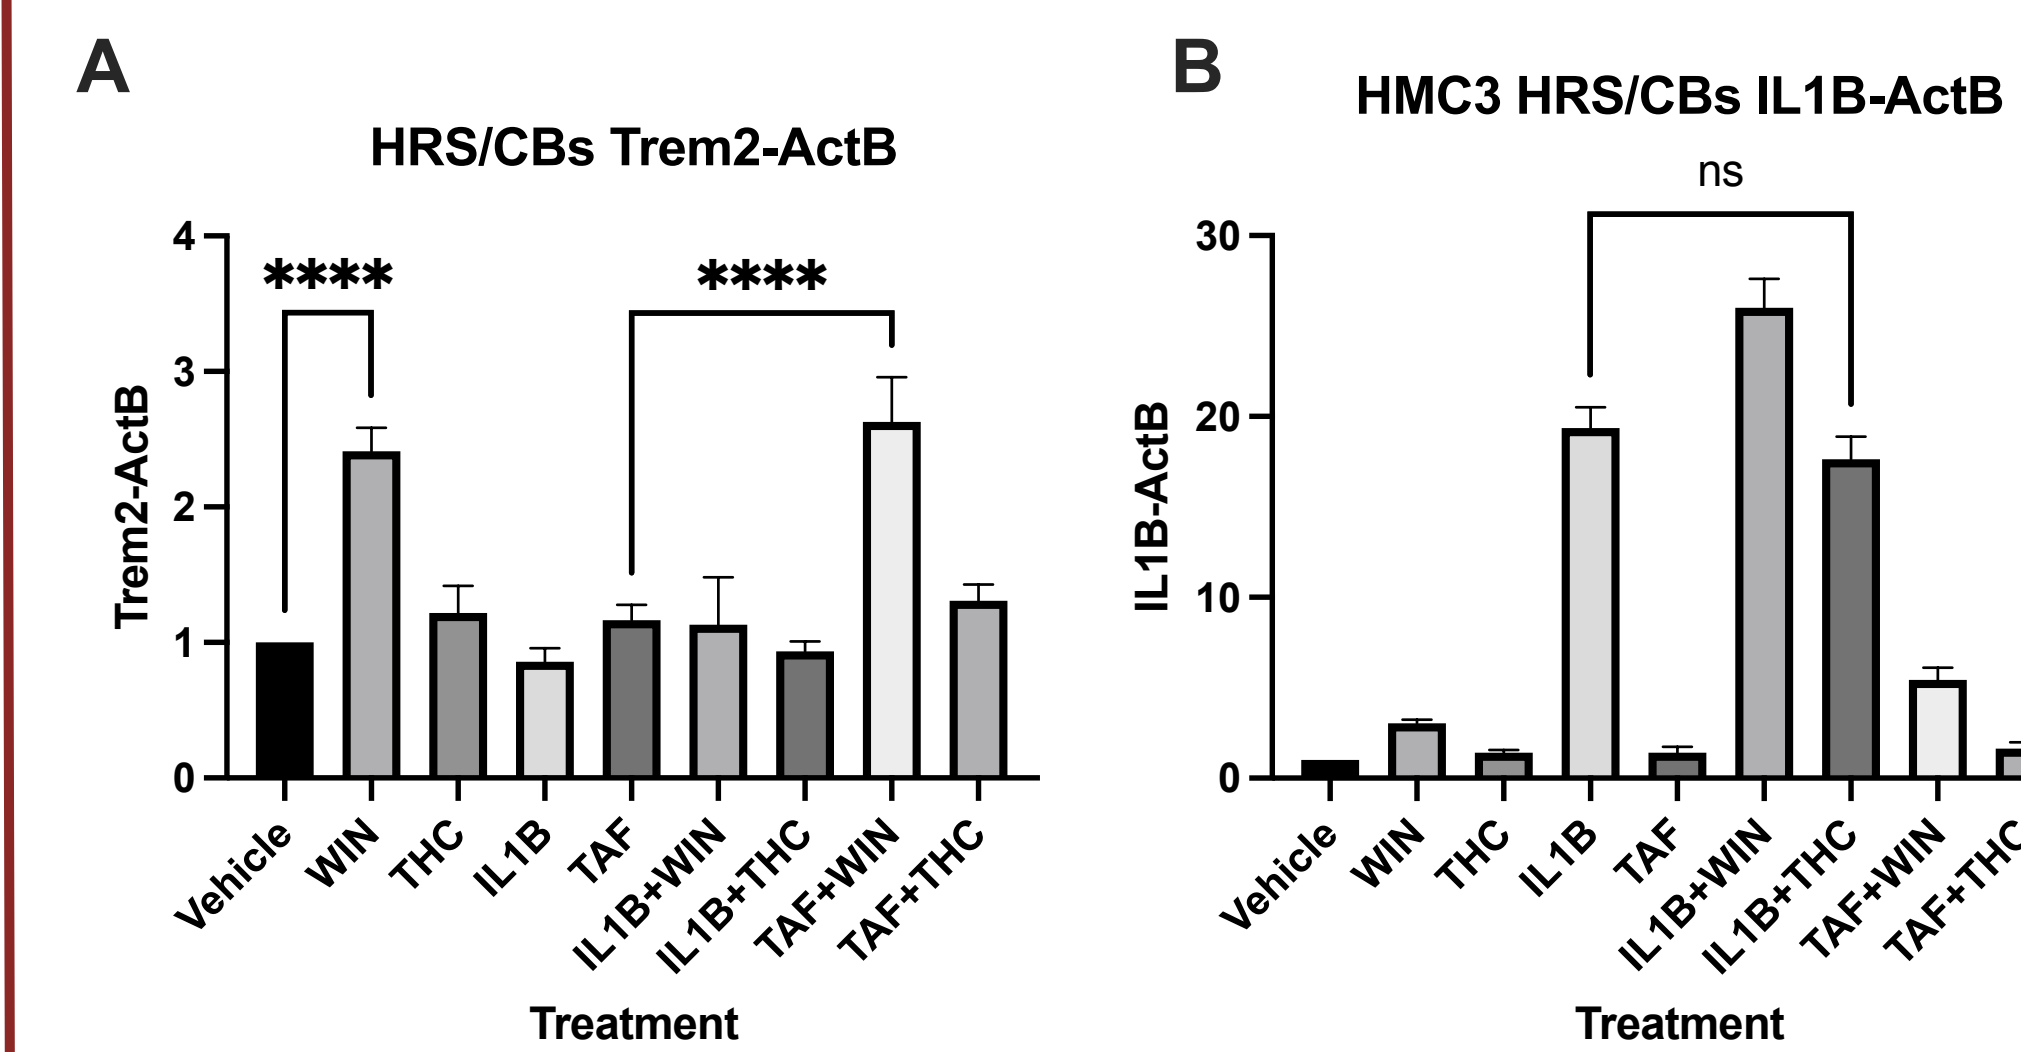 A
HRS/CBs Trem2-ActB
Trem2-ActB
4
3
2
1
0
****
****
Vehicle
WIN
THC
IL1B
TAF
IL1B+WIN
IL1B+THC
TAF+WIN
TAF+THC
Treatment
B
HMC3 HRS/CBs IL1B-ActB
ns
IL1B-ActB
30
20
10
0
Vehicle
WIN
THC
IL1B
TAF
IL1B+WIN
IL1B+THC
TAF+WIN
TAF+THC
Treatment